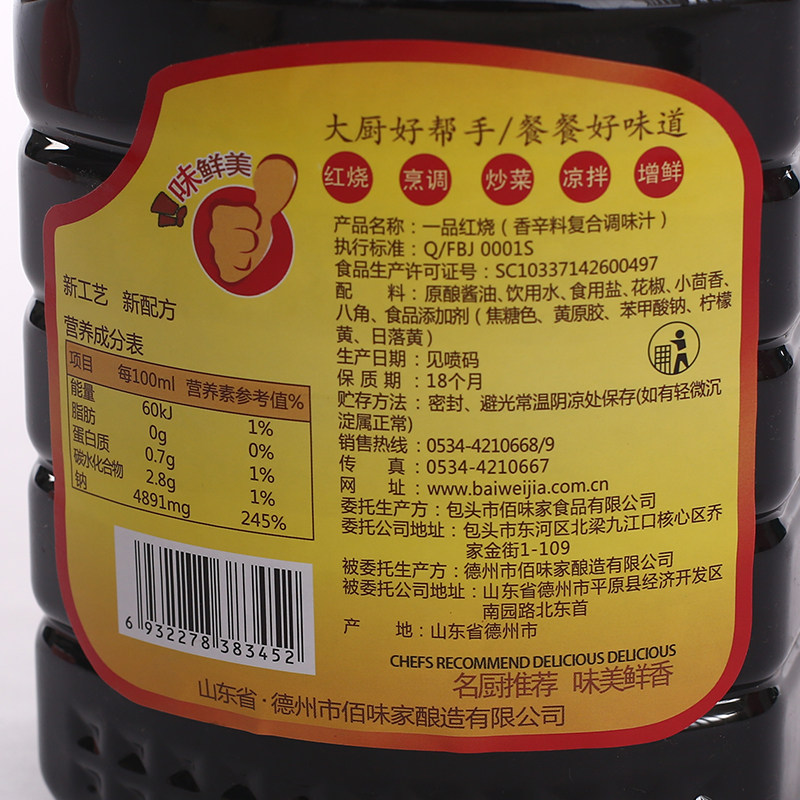 大厨好帮手/餐餐好味道
味鲜美
红烧 烹调 炒菜 凉拌 增鲜
新工艺 新配方
营养成分表
项目 每100ml 营养素参考值%
能量 60kJ 1%
脂肪 0g 0%
蛋白质 0.7g 1%
碳水化合物 2.8g 1%
钠 4891mg 245%
产品名称：一品红烧（香辛料复合调味汁）
执行标准：Q/FBJ 0001S
食品生产许可证号：SC10337142600497
配 料：原酿酱油、饮用水、食用盐、花椒、小茴香、
八角、食品添加剂（焦糖色、黄原胶、苯甲酸钠、柠檬
黄、日落黄）
生产日期：见喷码
保质期：18个月
贮存方法：密封、避光常温阴凉处保存(如有轻微沉
淀属正常)
销售热线：0534-4210668/9
传 真：0534-4210667
网 址：www.baiweijia.com.cn
委托生产方：包头市佰味家食品有限公司
委托公司地址：包头市东河区北梁九江口核心区乔
家金街1-109
被委托生产方：德州市佰味家酿造有限公司
被委托公司地址：山东省德州市平原县经济开发区
南园路北东首
产 地：山东省德州市
6 932278 383452
CHEFS RECOMMEND DELICIOUS DELICIOUS
名厨推荐 味美鲜香
山东省·德州市佰味家酿造有限公司